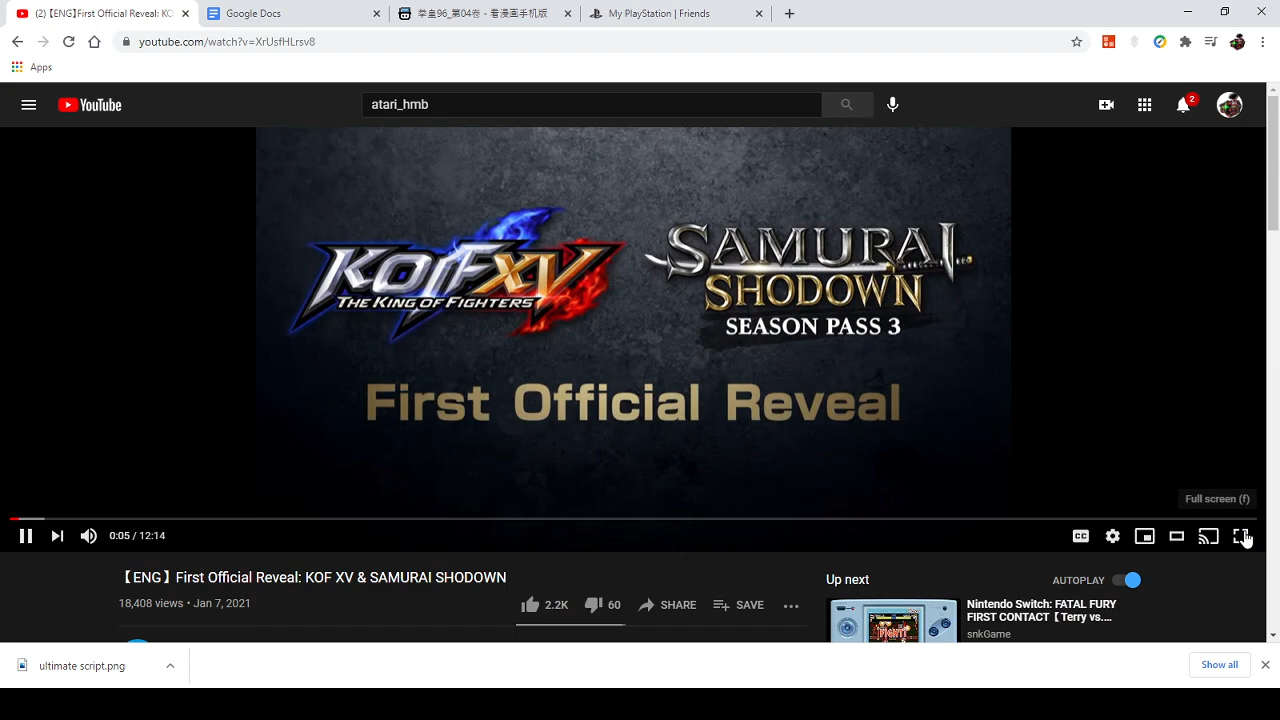 (2) 【ENG】First Official Reveal: KO
Google Docs
拳皇96_第04卷 - 看漫画手机版
My PlayStation | Friends
youtube.com/watch?v=XrUsfHLrsv8
Apps
YouTube
atari_hmb
2
KOF XV
THE KING OF FIGHTERS
SAMURAI
SHODOWN
SEASON PASS 3
First Official Reveal
Full screen (f)
0:05 / 12:14
CC
【ENG】First Official Reveal: KOF XV & SAMURAI SHODOWN
18,408 views • Jan 7, 2021
2.2K
60
SHARE
SAVE
Up next
AUTOPLAY
Nintendo Switch: FATAL FURY
FIRST CONTACT【Terry vs....
snkGame
FIGHT!
ultimate script.png
Show all